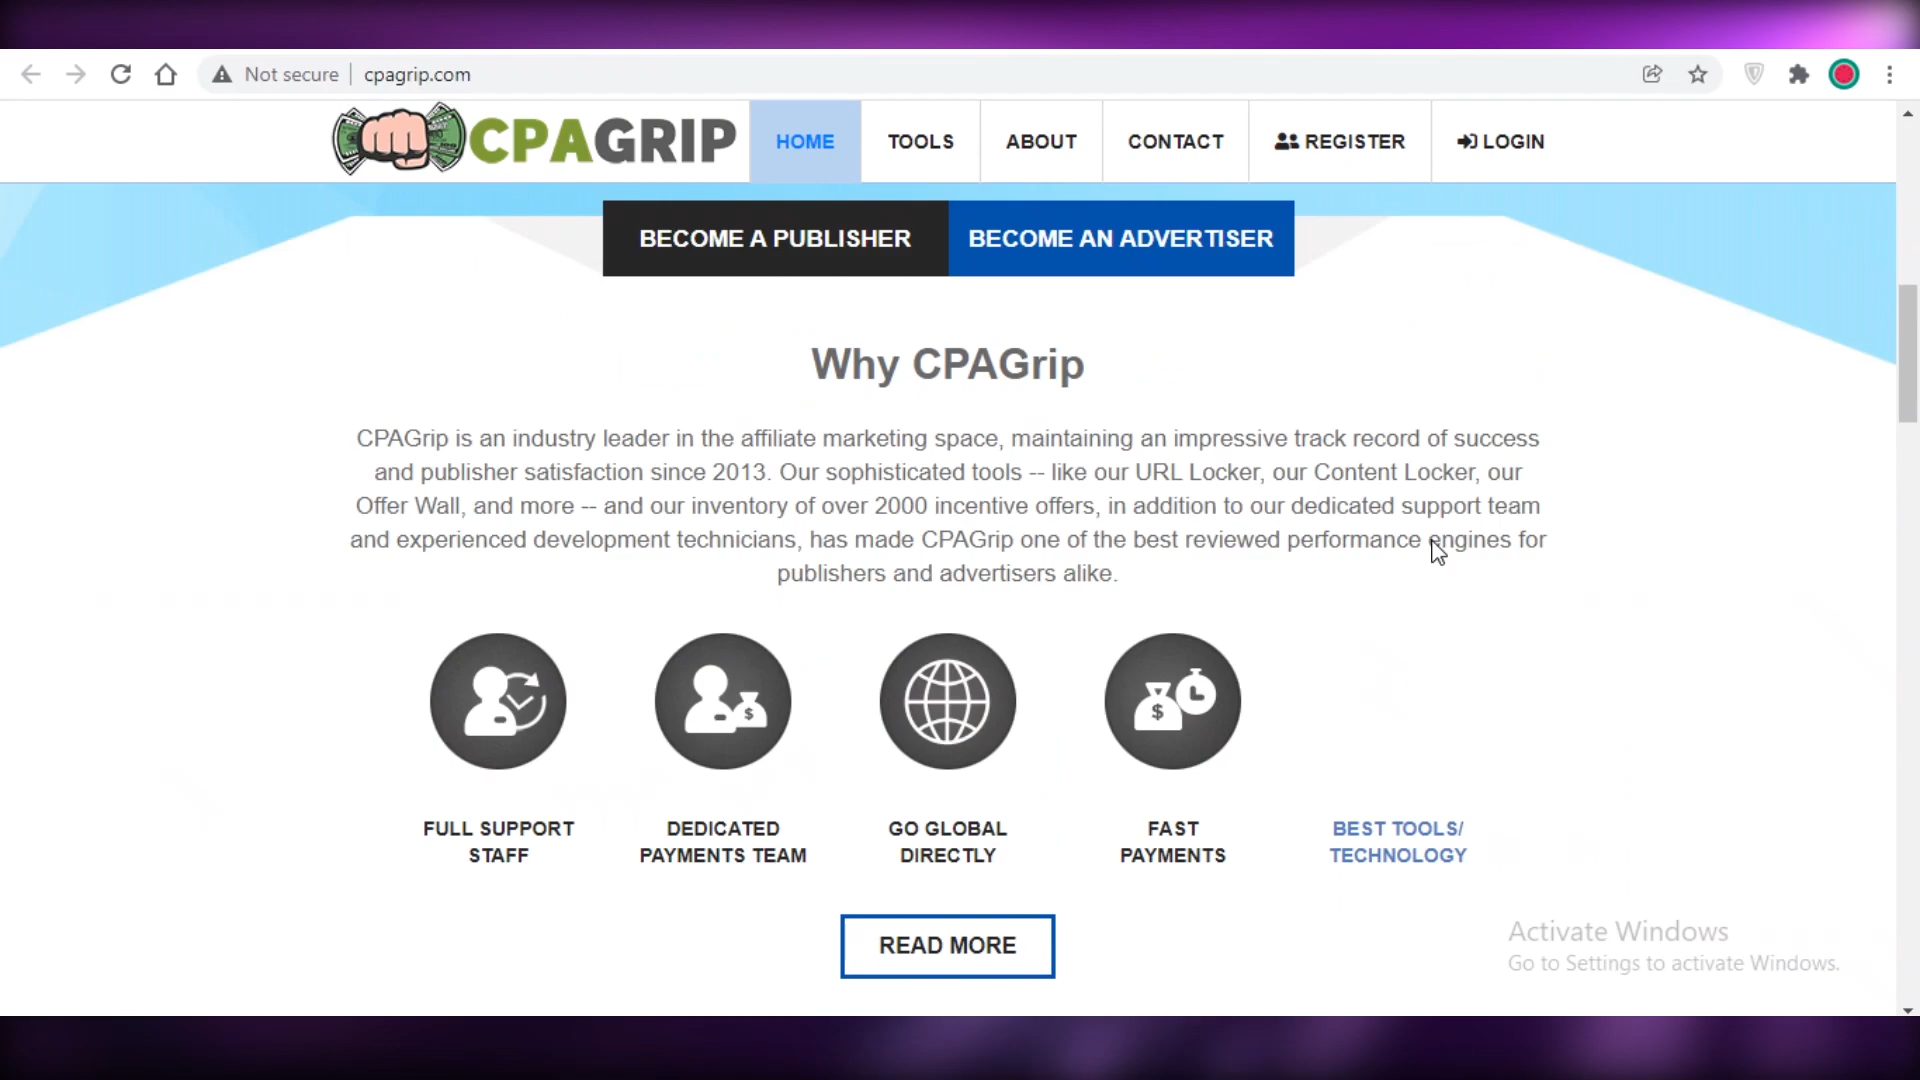 Not secure | cpagrip.com
CPAGRIP
HOME
TOOLS
ABOUT
CONTACT
REGISTER
LOGIN
BECOME A PUBLISHER
BECOME AN ADVERTISER
Why CPAGrip
CPAGrip is an industry leader in the affiliate marketing space, maintaining an impressive track record of success
and publisher satisfaction since 2013. Our sophisticated tools -- like our URL Locker, our Content Locker, our
Offer Wall, and more -- and our inventory of over 2000 incentive offers, in addition to our dedicated support team
and experienced development technicians, has made CPAGrip one of the best reviewed performance engines for
publishers and advertisers alike.
FULL SUPPORT
STAFF
DEDICATED
PAYMENTS TEAM
GO GLOBAL
DIRECTLY
FAST
PAYMENTS
BEST TOOLS/
TECHNOLOGY
READ MORE
Activate Windows
Go to Settings to activate Windows.